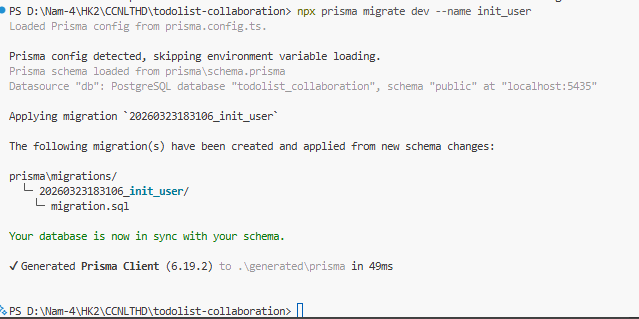 PS D:\Nam-4\HK2\CCNLTHD\todolist-collaboration> npx prisma migrate dev --name init_user
Loaded Prisma config from prisma.config.ts.
Prisma config detected, skipping environment variable loading.
Prisma schema loaded from prisma\schema.prisma
Datasource "db": PostgreSQL database "todolist_collaboration", schema "public" at "localhost:5435"
Applying migration `20260323183106_init_user`
The following migration(s) have been created and applied from new schema changes:
prisma\migrations/
└─ 20260323183106_init_user/
└─ migration.sql
Your database is now in sync with your schema.
✔ Generated Prisma Client (6.19.2) to .\generated\prisma in 49ms
PS D:\Nam-4\HK2\CCNLTHD\todolist-collaboration>